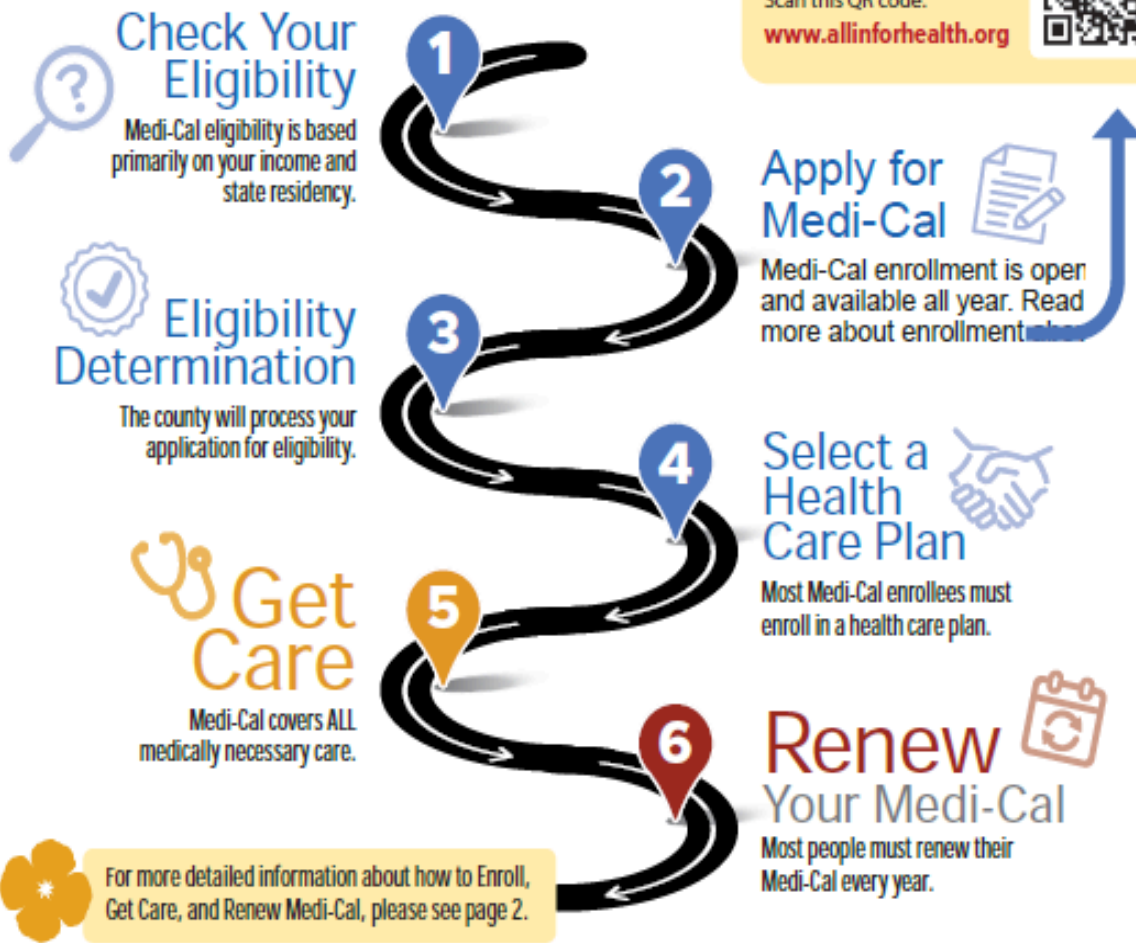 Scan this QR code:
www.allinforhealth.org
1
Check Your
Eligibility
Medi-Cal eligibility is based
primarily on your income and
state residency.
2
Apply for
Medi-Cal
Medi-Cal enrollment is open
and available all year. Read
more about enrollment
3
Eligibility
Determination
The county will process your
application for eligibility.
4
Select a
Health
Care Plan
Most Medi-Cal enrollees must
enroll in a health care plan.
5
Get
Care
Medi-Cal covers ALL
medically necessary care.
6
Renew
Your Medi-Cal
Most people must renew their
Medi-Cal every year.
For more detailed information about how to Enroll,
Get Care, and Renew Medi-Cal, please see page 2.